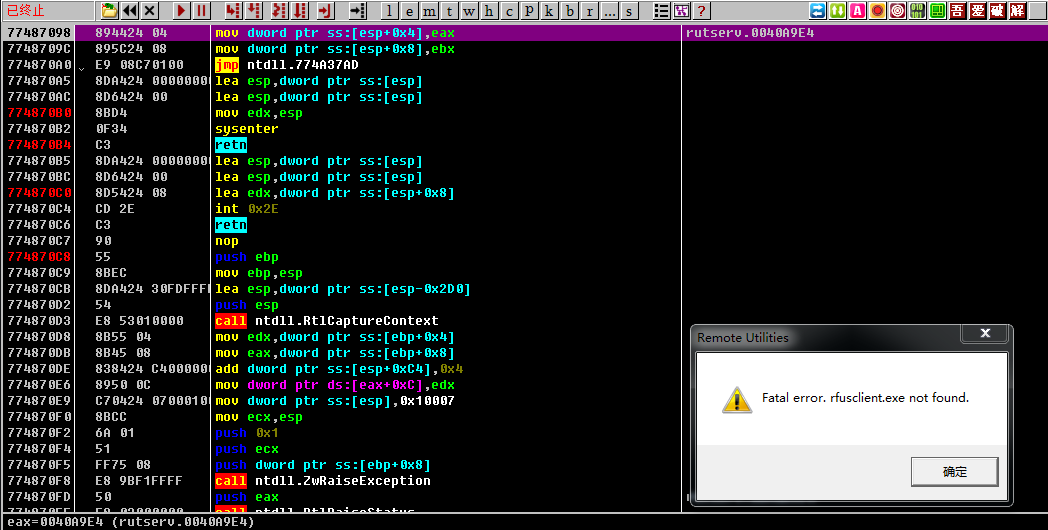 已终止 l e m t w h c p k b r ... s ? 吾 爱 破 解
77487098 894424 04 mov dword ptr ss:[esp+0x4],eax rutserv.0040A9E4
7748709C 895C24 08 mov dword ptr ss:[esp+0x8],ebx
774870A0 E9 08C70100 jmp ntdll.774A37AD
774870A5 8DA424 00000000 lea esp,dword ptr ss:[esp]
774870AC 8D6424 00 lea esp,dword ptr ss:[esp]
774870B0 8BD4 mov edx,esp
774870B2 0F34 sysenter
774870B4 C3 retn
774870B5 8DA424 00000000 lea esp,dword ptr ss:[esp]
774870BC 8D6424 00 lea esp,dword ptr ss:[esp]
774870C0 8D5424 08 lea edx,dword ptr ss:[esp+0x8]
774870C4 CD 2E int 0x2E
774870C6 C3 retn
774870C7 90 nop
774870C8 55 push ebp
774870C9 8BEC mov ebp,esp
774870CB 8DA424 30FDFFFF lea esp,dword ptr ss:[esp-0x2D0]
774870D2 54 push esp
774870D3 E8 53010000 call ntdll.RtlCaptureContext
774870D8 8B55 04 mov edx,dword ptr ss:[ebp+0x4]
774870DB 8B45 08 mov eax,dword ptr ss:[ebp+0x8]
774870DE 838424 C4000000 add dword ptr ss:[esp+0xC4],0x4
774870E6 8950 0C mov dword ptr ds:[eax+0xC],edx
774870E9 C70424 07000100 mov dword ptr ss:[esp],0x10007
774870F0 8BCC mov ecx,esp
774870F2 6A 01 push 0x1
774870F4 51 push ecx
774870F5 FF75 08 push dword ptr ss:[ebp+0x8]
774870F8 E8 9BF1FFFF call ntdll.ZwRaiseException
774870FD 50 push eax
eax=0040A9E4 (rutserv.0040A9E4)
Remote Utilities
Fatal error. rfusclient.exe not found.
确定